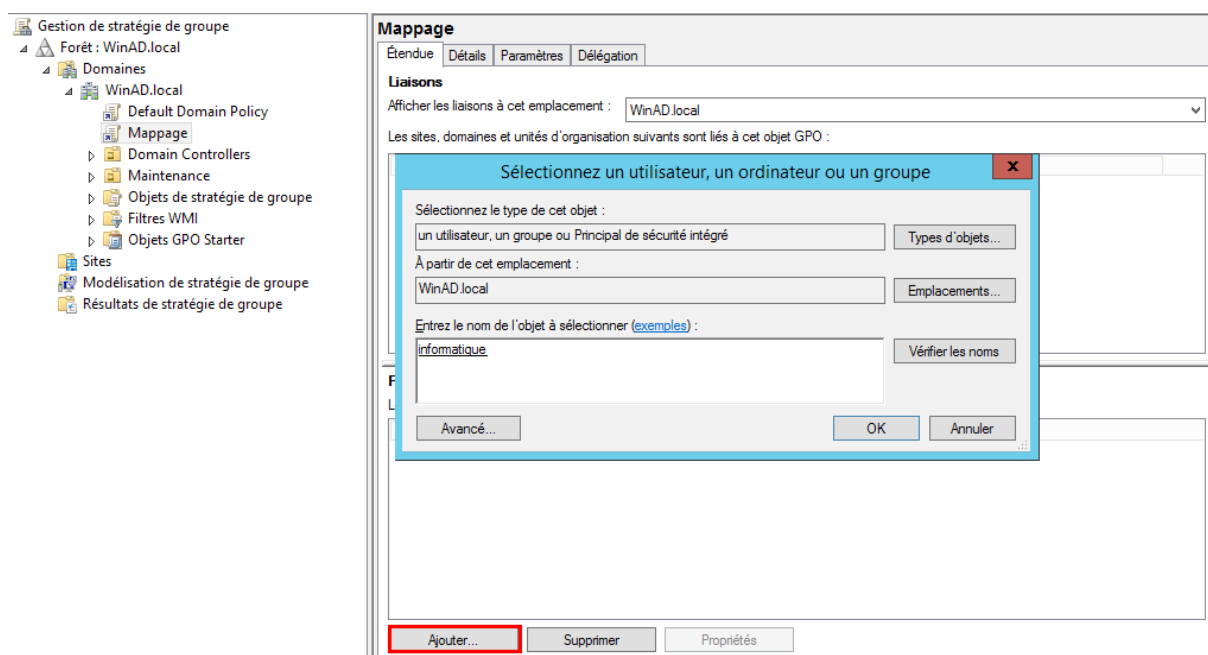 Gestion de stratégie de groupe
Forêt : WinAD.local
Domaines
WinAD.local
Default Domain Policy
Mappage
Domain Controllers
Maintenance
Objets de stratégie de groupe
Filtres WMI
Objets GPO Starter
Sites
Modélisation de stratégie de groupe
Résultats de stratégie de groupe
Mappage
Étendue Détails Paramètres Délégation
Liaisons
Afficher les liaisons à cet emplacement : WinAD.local
Les sites, domaines et unités d'organisation suivants sont liés à cet objet GPO :
Sélectionnez un utilisateur, un ordinateur ou un groupe x
Sélectionnez le type de cet objet :
un utilisateur, un groupe ou Principal de sécurité intégré Types d'objets...
À partir de cet emplacement :
WinAD.local Emplacements...
Entrez le nom de l'objet à sélectionner (exemples) :
informatique Vérifier les noms
Avancé... OK Annuler
Ajouter... Supprimer Propriétés